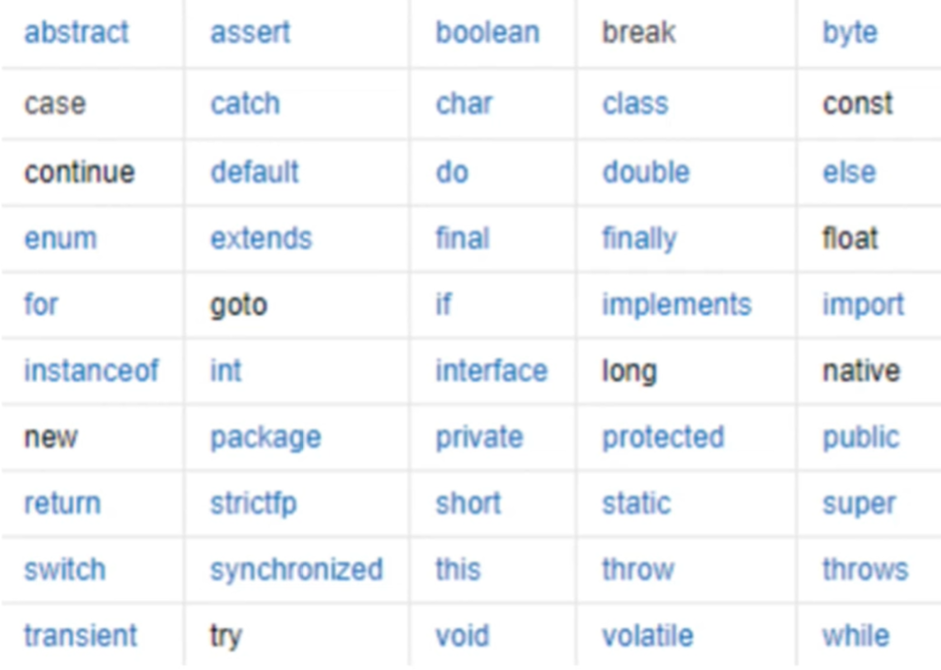 abstract assert boolean break byte
case catch char class const
continue default do double else
enum extends final finally float
for goto if implements import
instanceof int interface long native
new package private protected public
return strictfp short static super
switch synchronized this throw throws
transient try void volatile while